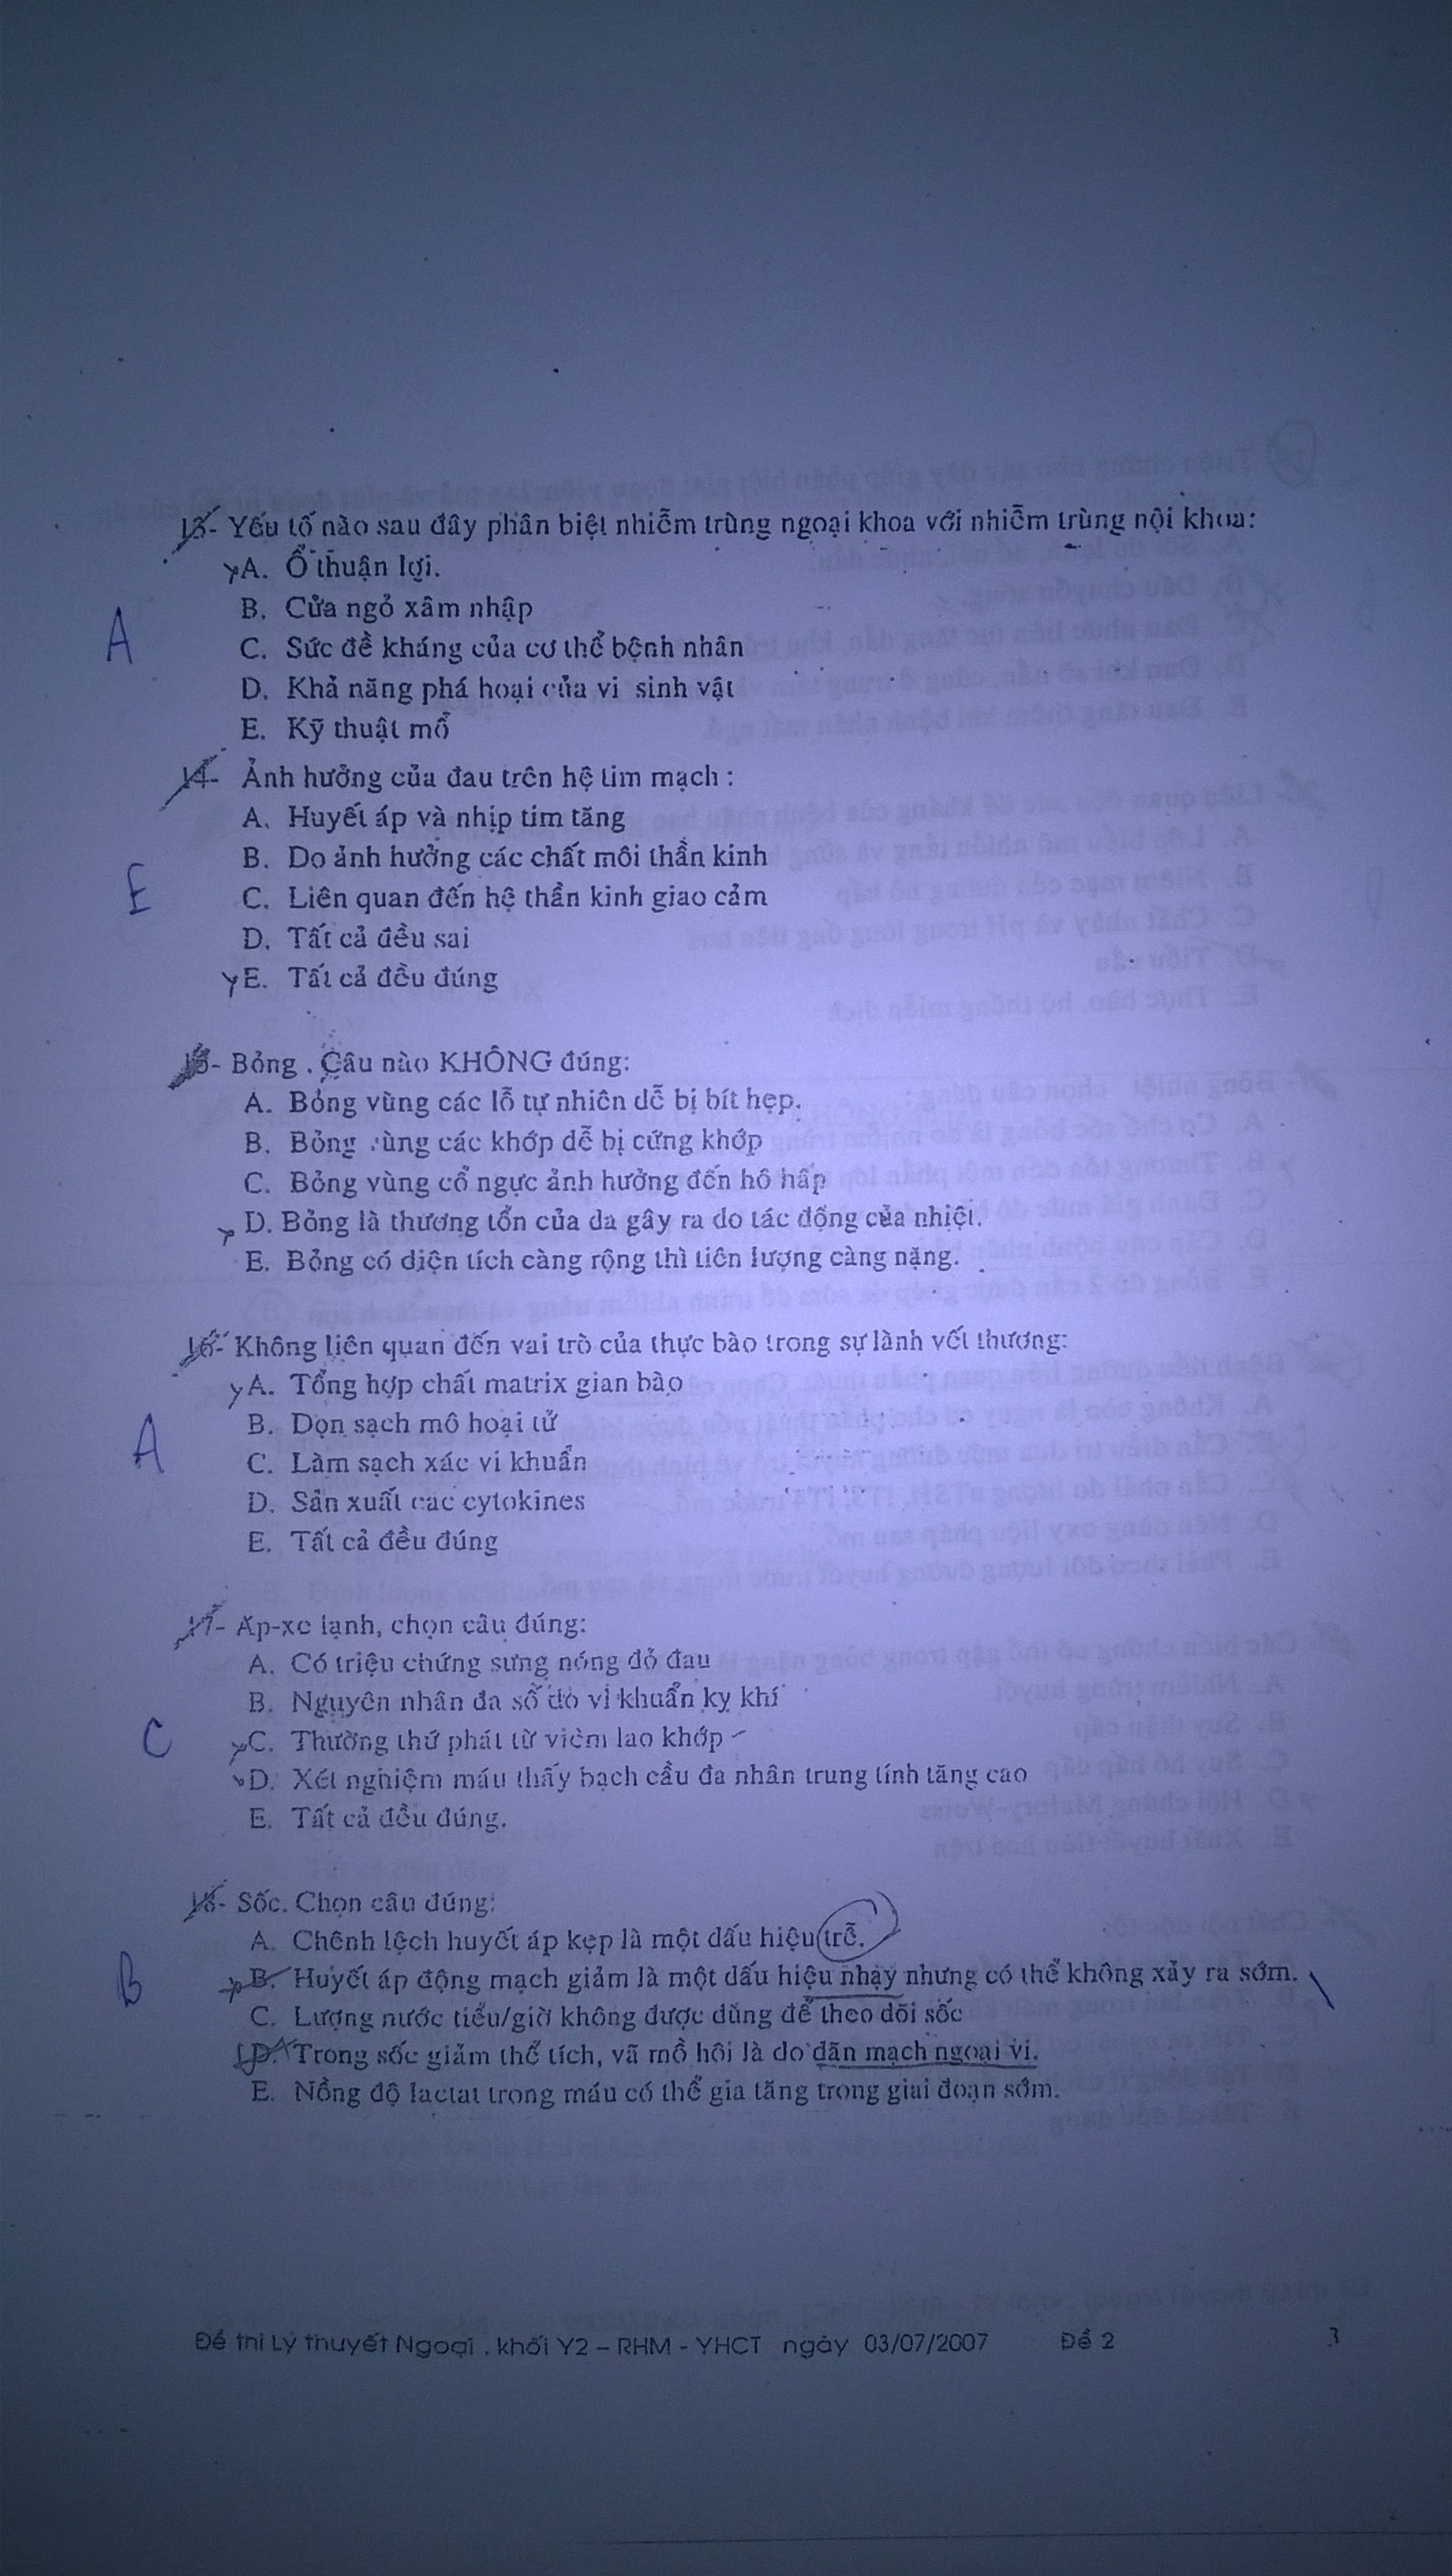 13- Yếu tố nào sau đây phân biệt nhiễm trùng ngoại khoa với nhiễm trùng nội khoa:
A. Ổ thuận lợi.
B. Cửa ngỏ xâm nhập
A
C. Sức đề kháng của cơ thể bệnh nhân
D. Khả năng phá hoại của vi sinh vật
E. Kỹ thuật mổ
14- Ảnh hưởng của đau trên hệ tim mạch :
A. Huyết áp và nhịp tim tăng
B. Do ảnh hưởng các chất môi thần kinh
E
C. Liên quan đến hệ thần kinh giao cảm
D. Tất cả đều sai
E. Tất cả đều đúng
15- Bỏng . Câu nào KHÔNG đúng:
A. Bỏng vùng các lỗ tự nhiên dễ bị bít hẹp.
B. Bỏng vùng các khớp dễ bị cứng khớp
C. Bỏng vùng cổ ngực ảnh hưởng đến hô hấp
D. Bỏng là thương tổn của da gây ra do tác động của nhiệt.
E. Bỏng có diện tích càng rộng thì tiên lượng càng nặng.
16- Không liên quan đến vai trò của thực bào trong sự lành vết thương:
A. Tổng hợp chất matrix gian bào
B. Dọn sạch mô hoại tử
A
C. Làm sạch xác vi khuẩn
D. Sản xuất các cytokines
E. Tất cả đều đúng
17- Áp-xe lạnh, chọn câu đúng:
A. Có triệu chứng sưng nóng đỏ đau
B. Nguyên nhân đa số do vi khuẩn kỵ khí
C
C. Thường thứ phát từ viêm lao khớp
D. Xét nghiệm máu thấy bạch cầu đa nhân trung tính tăng cao
E. Tất cả đều đúng.
18- Sốc. Chọn câu đúng:
A. Chênh lệch huyết áp kẹp là một dấu hiệu trễ.
B
B. Huyết áp động mạch giảm là một dấu hiệu nhạy nhưng có thể không xảy ra sớm.
C. Lượng nước tiểu/giờ không được dùng để theo dõi sốc
D. Trong sốc giảm thể tích, vã mồ hôi là do dãn mạch ngoại vi.
E. Nồng độ lactat trong máu có thể gia tăng trong giai đoạn sớm.
Đề thi Lý thuyết Ngoại , khối Y2 – RHM - YHCT ngày 03/07/2007 Đề 2 3